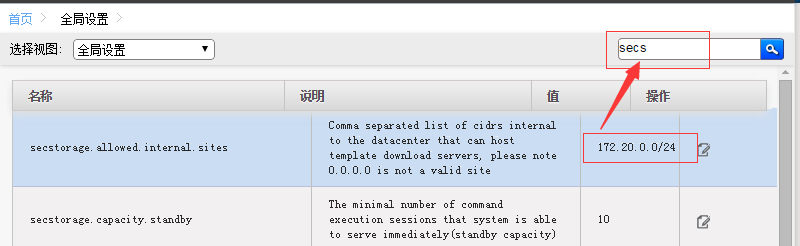 首页 全局设置
选择视图: 全局设置 secs
名称 说明 值 操作
Comma separated list of cidrs internal
to the datacenter that can host
secstorage.allowed.internal.sites 172.20.0.0/24
template download servers, please note
0.0.0.0 is not a valid site
The minimal number of command
secstorage.capacity.standby execution sessions that system is able 10
to serve immediately(standby capacity)